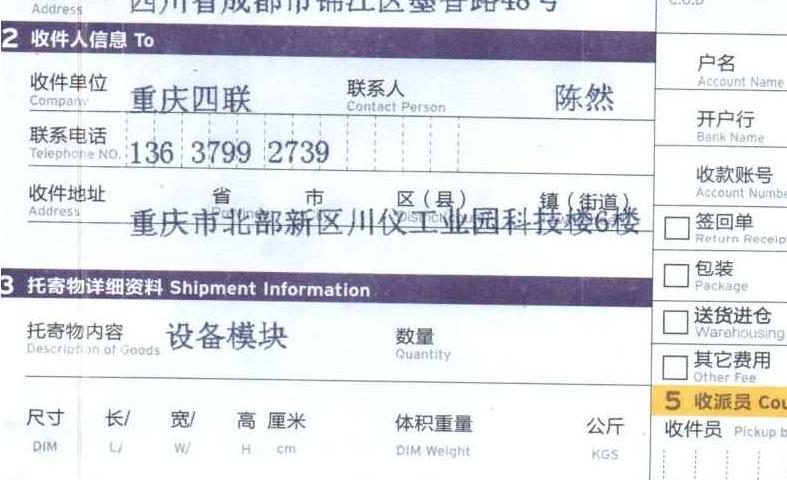 Address 四川省成都市锦江区墨香路48号
2 收件人信息 To
收件单位 重庆四联 联系人 陈然
Company Contact Person
联系电话
Telephone NO. 136 3799 2739
收件地址 省 市 区（县） 镇（街道）
Address
重庆市北部新区川仪工业园科技楼6楼
3 托寄物详细资料 Shipment Information
托寄物内容 设备模块 数量
Description of Goods Quantity
尺寸 长/ 宽/ 高 厘米 体积重量 公斤
DIM L/ W/ H cm DIM Weight KGS
户名
Account Name
开户行
Bank Name
收款账号
Account Numbe
签回单
Return Receip
包装
Package
送货进仓
Warehousing
其它费用
Other Fee
5 收派员 Cou
收件员 Pickup b